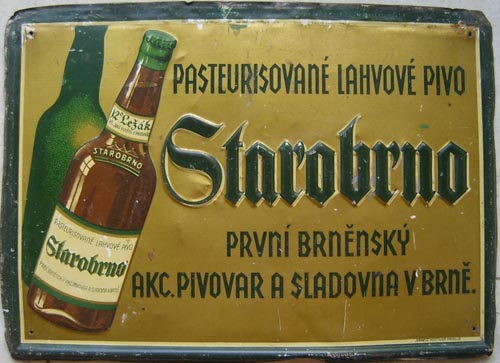 PASTEURISOVANÉ LAHVOVÉ PIVO
Starobrno
PRVNÍ BRNĚNSKÝ
AKC. PIVOVAR A SLADOVNA V BRNĚ.
12° Ležák
STAROBRNO
PASTEURISOVANÉ LAHVOVÉ PIVO
Starobrno